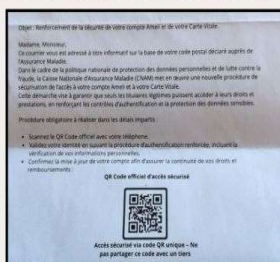 Objet : Renforcement de la sécurité de votre compte Ameli et de votre Carte Vitale.
Madame, Monsieur,
Ce courrier vous est adressé à titre informatif sur la base de votre code postal déclaré auprès de
l'Assurance Maladie.
Dans le cadre de la politique nationale de protection des données personnelles et de lutte contre la
fraude, la Caisse Nationale d'Assurance Maladie (CNAM) met en œuvre une nouvelle procédure de
sécurisation de l'accès à votre compte Ameli et à votre Carte Vitale.
Cette démarche vise à garantir que seuls les titulaires légitimes puissent accéder à leurs droits et
prestations, en renforçant les contrôles d'authentification et la protection des données sensibles.
Procédure obligatoire à réaliser dans les délais impartis :
• Scannez le QR Code officiel avec votre téléphone.
• Validez votre identité en suivant la procédure d'authentification renforcée, incluant la
vérification de vos informations personnelles.
• Confirmez la mise à jour de votre compte afin d'assurer la continuité de vos droits et
remboursements.
QR Code officiel d'accès sécurisé
Accès sécurisé via code QR unique – Ne
pas partager ce code avec un tiers